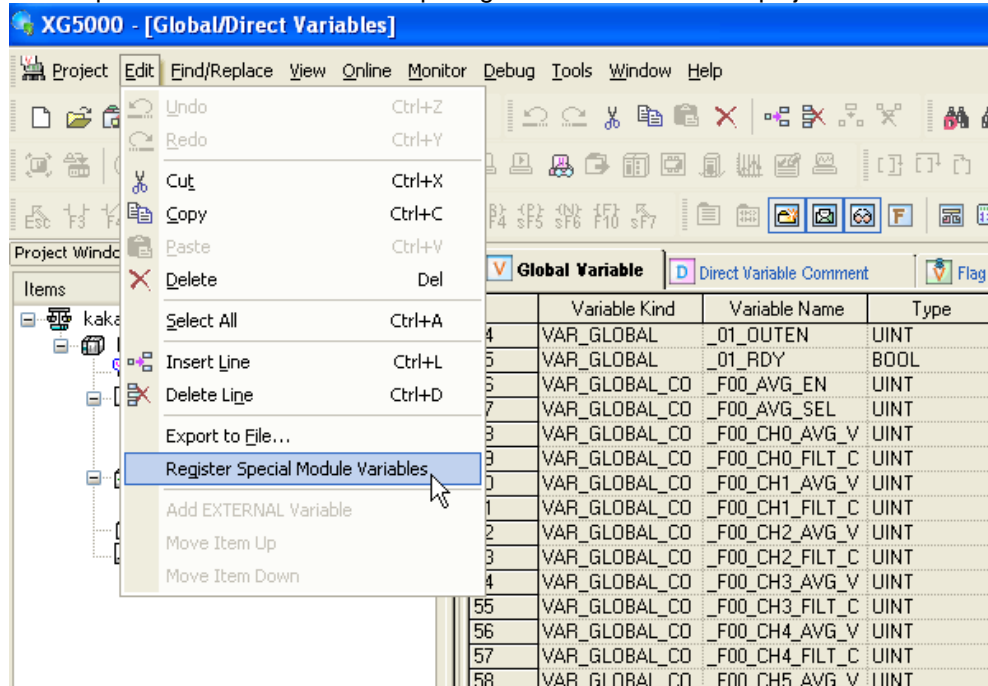 XG5000 - [Global/Direct Variables]
Project Edit Find/Replace View Online Monitor Debug Tools Window Help
Undo Ctrl+Z
Redo Ctrl+Y
Cut Ctrl+X
Copy Ctrl+C
Paste Ctrl+V
Delete Del
Select All Ctrl+A
Insert Line Ctrl+L
Delete Line Ctrl+D
Export to File...
Register Special Module Variables
Add EXTERNAL Variable
Move Item Up
Move Item Down
Items
Global Variable Direct Variable Comment Flag
Variable Kind Variable Name Type
VAR_GLOBAL _01_OUTEN UINT
VAR_GLOBAL _01_RDY BOOL
VAR_GLOBAL_CO _F00_AVG_EN UINT
VAR_GLOBAL_CO _F00_AVG_SEL UINT
VAR_GLOBAL_CO _F00_CH0_AVG_V UINT
VAR_GLOBAL_CO _F00_CH0_FILT_C UINT
VAR_GLOBAL_CO _F00_CH1_AVG_V UINT
VAR_GLOBAL_CO _F00_CH1_FILT_C UINT
VAR_GLOBAL_CO _F00_CH2_AVG_V UINT
VAR_GLOBAL_CO _F00_CH2_FILT_C UINT
VAR_GLOBAL_CO _F00_CH3_AVG_V UINT
55 VAR_GLOBAL_CO _F00_CH3_FILT_C UINT
56 VAR_GLOBAL_CO _F00_CH4_AVG_V UINT
57 VAR_GLOBAL_CO _F00_CH4_FILT_C UINT
58 VAR_GLOBAL_CO _F00_CH5_AVG_V UINT